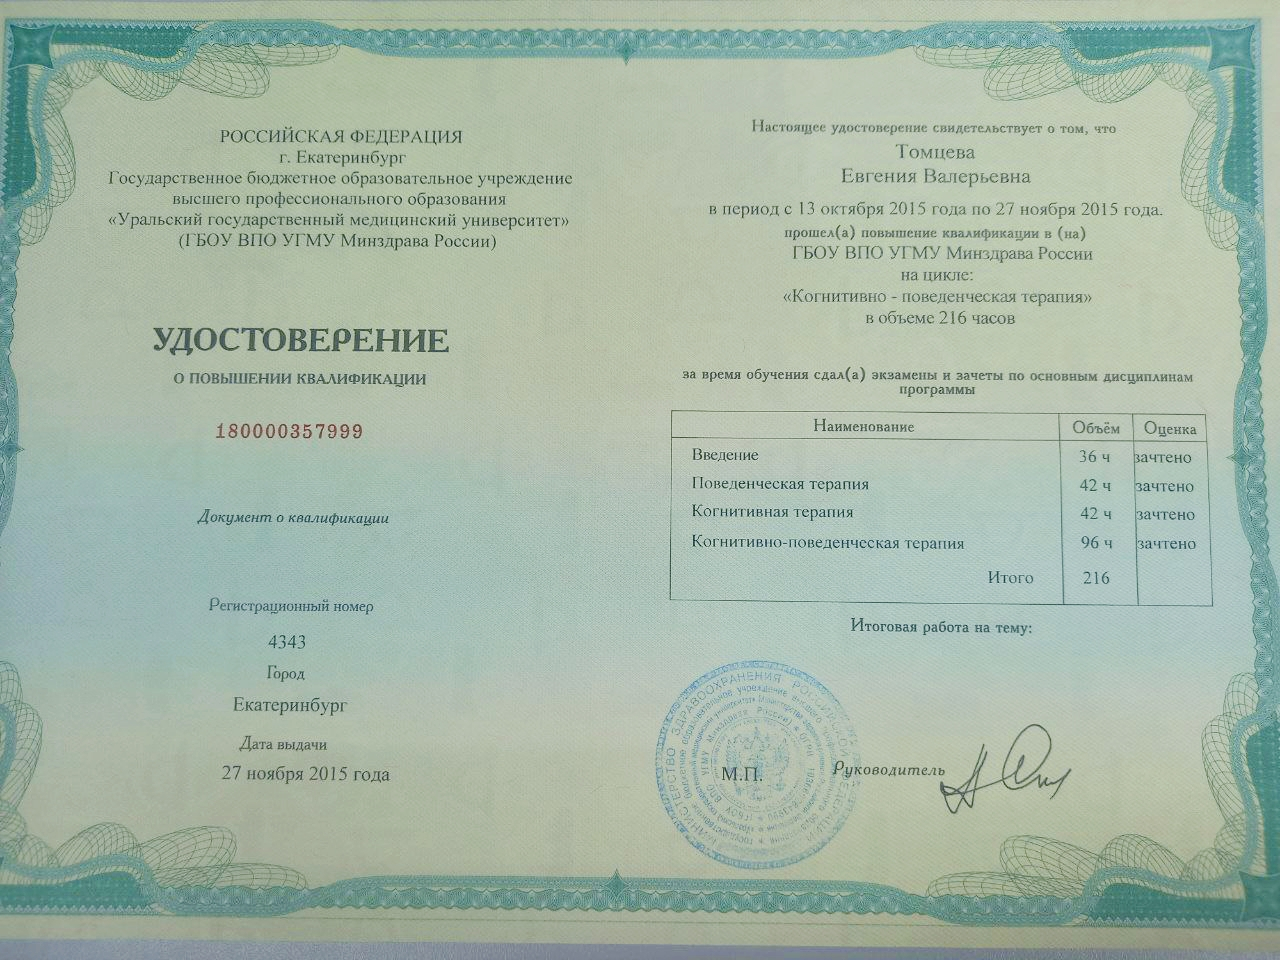 РОССИЙСКАЯ ФЕДЕРАЦИЯ
г. Екатеринбург
Государственное бюджетное образовательное учреждение
высшего профессионального образования
«Уральский государственный медицинский университет»
(ГБОУ ВПО УГМУ Минздрава России)
УДОСТОВЕРЕНИЕ
О ПОВЫШЕНИИ КВАЛИФИКАЦИИ
180000357999
Документ о квалификации
Регистрационный номер
4343
Город
Екатеринбург
Дата выдачи
27 ноября 2015 года
Настоящее удостоверение свидетельствует о том, что
Томцева
Евгения Валерьевна
в период с 13 октября 2015 года по 27 ноября 2015 года.
прошел(а) повышение квалификации в (на)
ГБОУ ВПО УГМУ Минздрава России
на цикле:
«Когнитивно - поведенческая терапия»
в объеме 216 часов
за время обучения сдал(а) экзамены и зачеты по основным дисциплинам
программы
Наименование Объём Оценка
Введение 36 ч зачтено
Поведенческая терапия 42 ч зачтено
Когнитивная терапия 42 ч зачтено
Когнитивно-поведенческая терапия 96 ч зачтено
Итого 216
Итоговая работа на тему:
МИНИСТЕРСТВО ЗДРАВООХРАНЕНИЯ РОССИЙСКОЙ ФЕДЕРАЦИИ
М.П. Руководитель